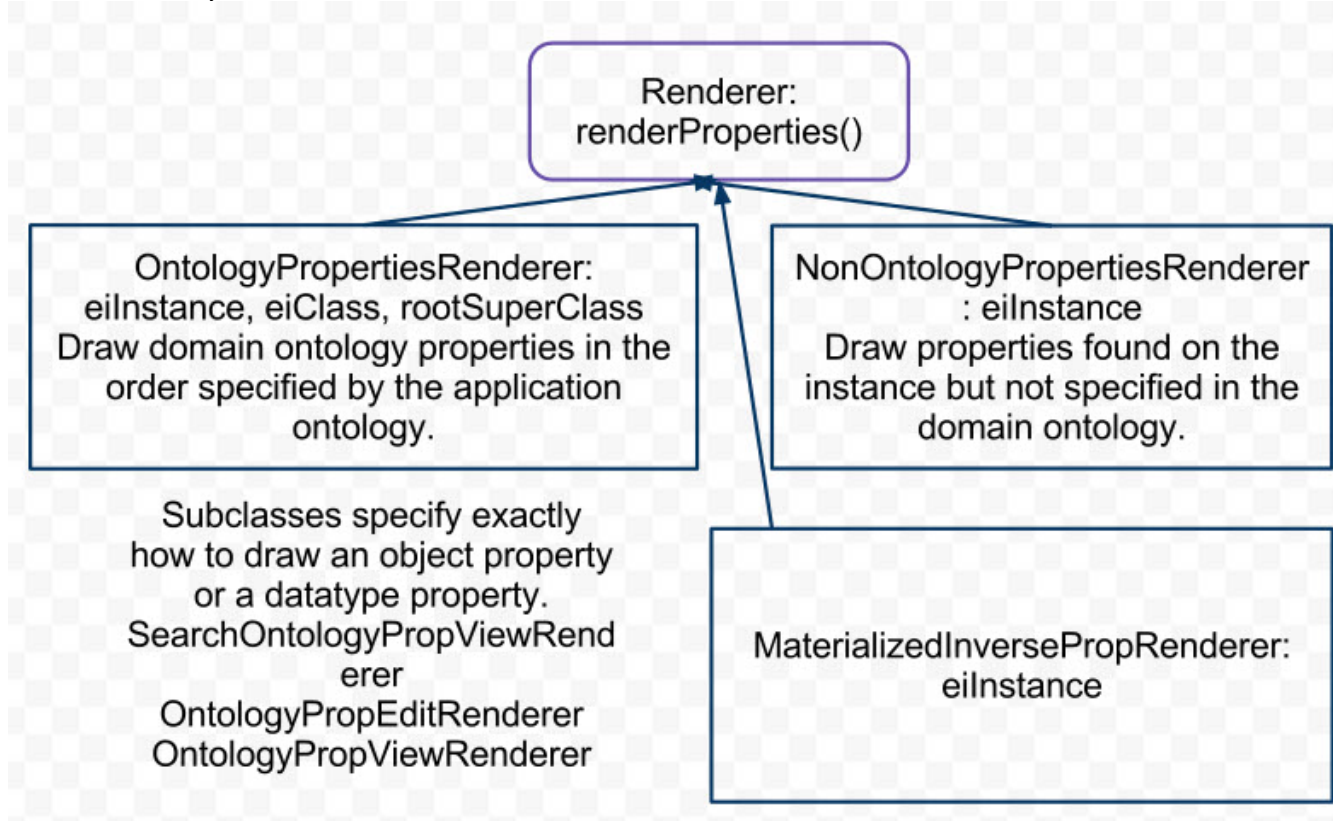 Renderer:
renderProperties()
OntologyPropertiesRenderer:
eiInstance, eiClass, rootSuperClass
Draw domain ontology properties in the
order specified by the application
ontology.
NonOntologyPropertiesRenderer
: eiInstance
Draw properties found on the
instance but not specified in the
domain ontology.
Subclasses specify exactly
how to draw an object property
or a datatype property.
SearchOntologyPropViewRend
erer
OntologyPropEditRenderer
OntologyPropViewRenderer
MaterializedInversePropRenderer:
eiInstance